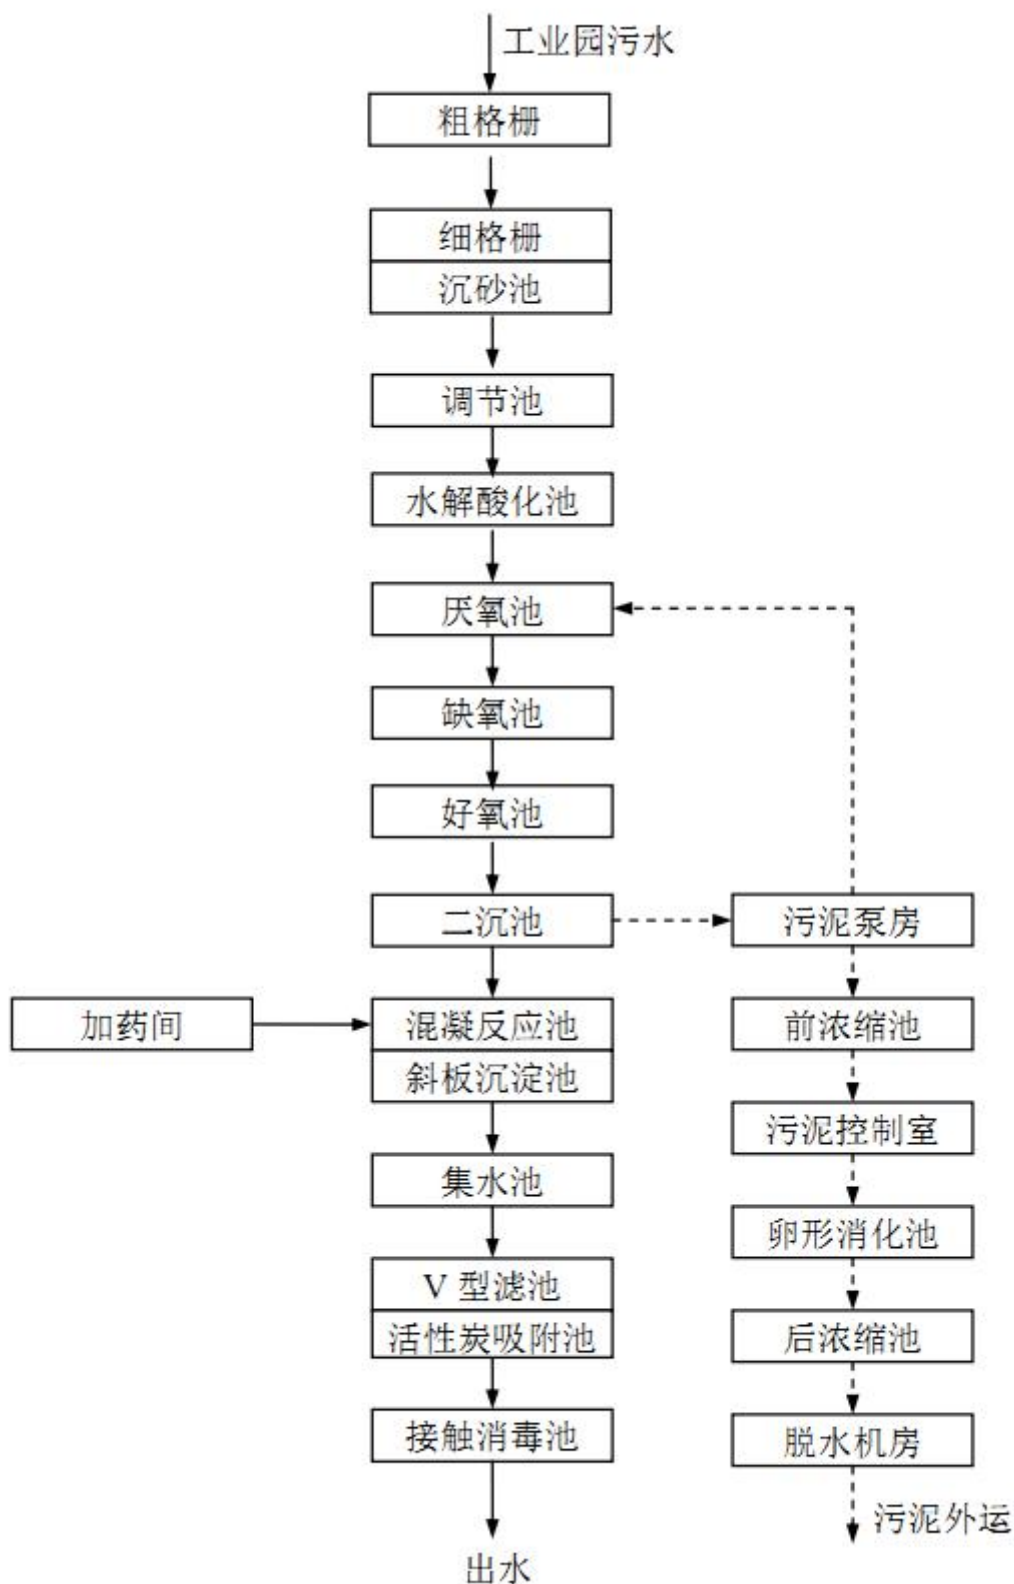 工业园污水
粗格栅
细格栅
沉砂池
调节池
水解酸化池
厌氧池
缺氧池
好氧池
二沉池
污泥泵房
加药间
混凝反应池
前浓缩池
斜板沉淀池
污泥控制室
集水池
卵形消化池
V 型滤池
活性炭吸附池
后浓缩池
接触消毒池
脱水机房
污泥外运
出水